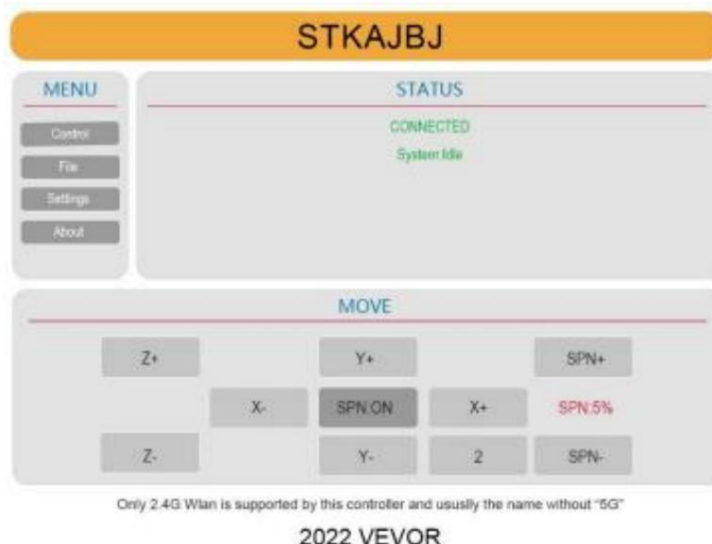 STKAJBJ
MENU
Control
File
Settings
About
STATUS
CONNECTED
System:Idle
MOVE
Z+ Y+ SPN+
X- SPN:ON X+ SPN:5%
Z- Y- 2 SPN-
Only 2.4G Wlan is supported by this controller and ususlly the name without "5G"
2022 VEVOR